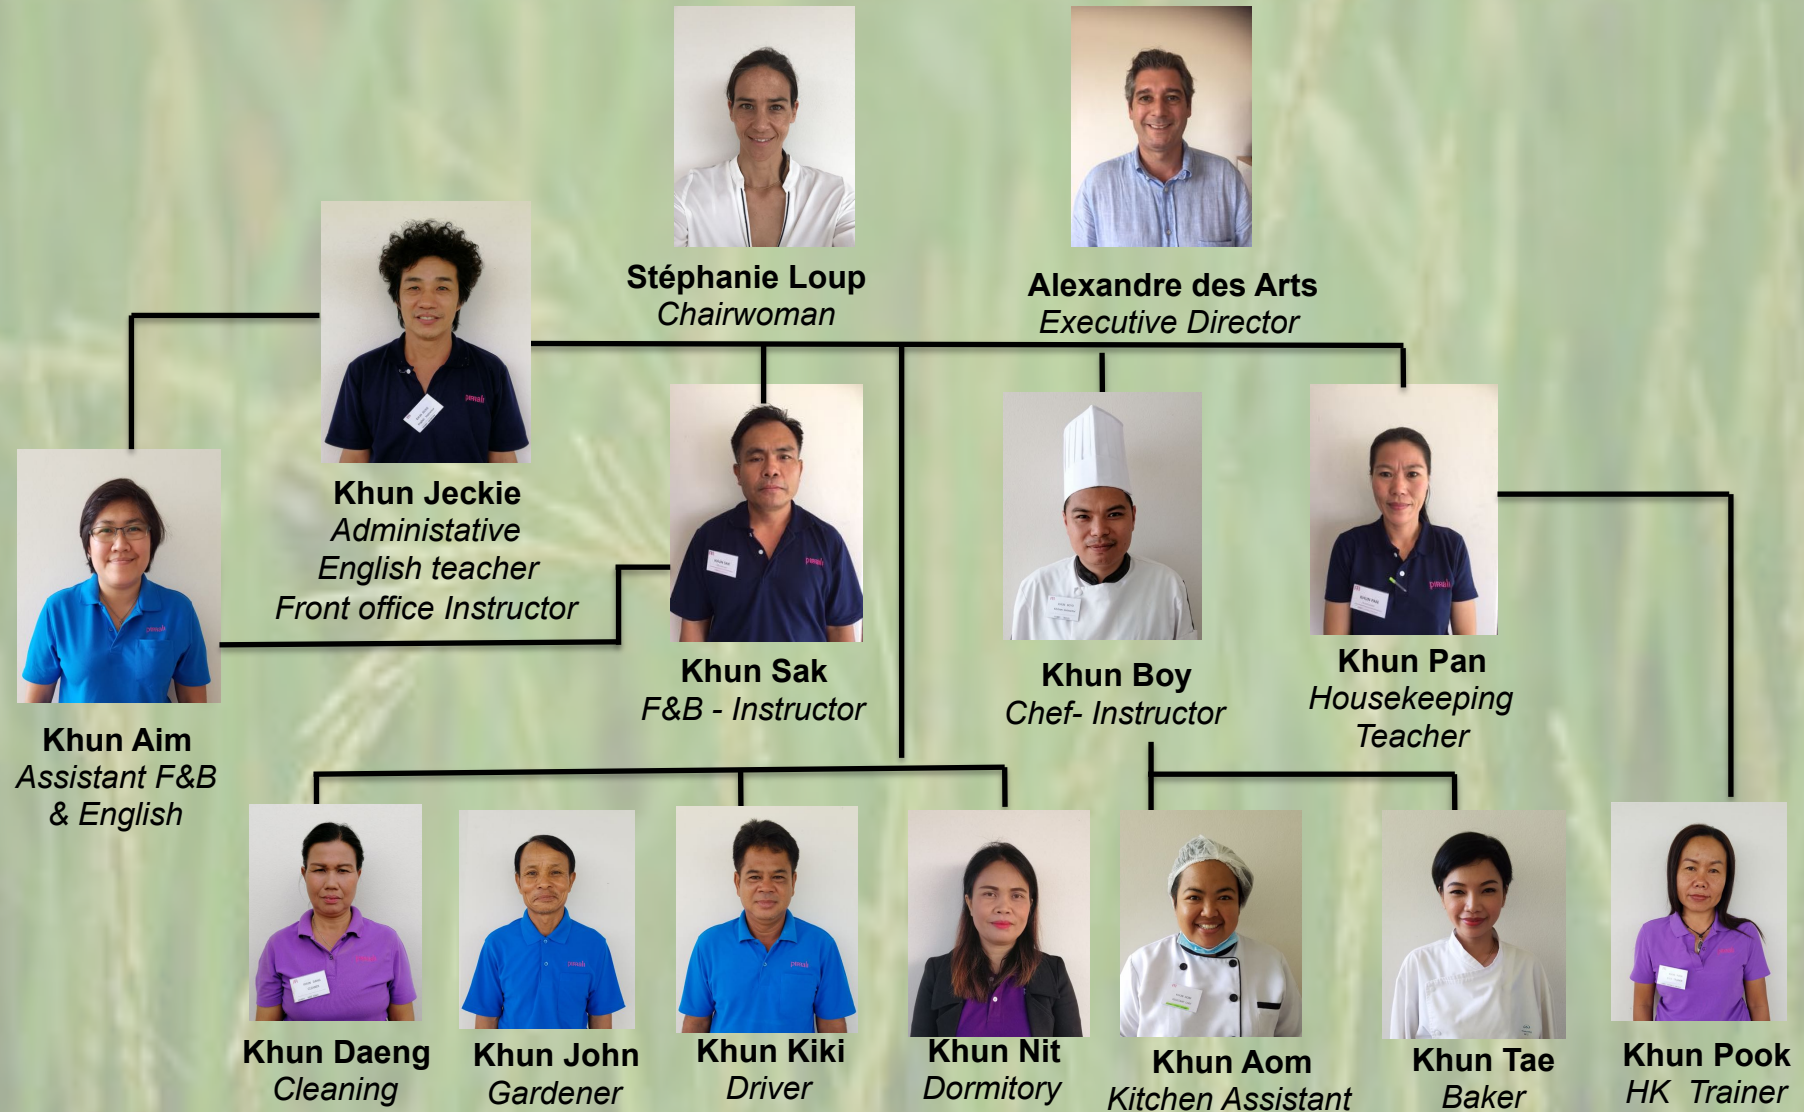 Stéphanie Loup
Chairwoman
Alexandre des Arts
Executive Director
Khun Jeckie
Administative
English teacher
Front office Instructor
Khun Sak
F&B - Instructor
Khun Boy
Chef- Instructor
Khun Pan
Housekeeping
Teacher
Khun Aim
Assistant F&B
& English
Khun Daeng
Cleaning
Khun John
Gardener
Khun Kiki
Driver
Khun Nit
Dormitory
Khun Aom
Kitchen Assistant
Khun Tae
Baker
Khun Pook
HK Trainer